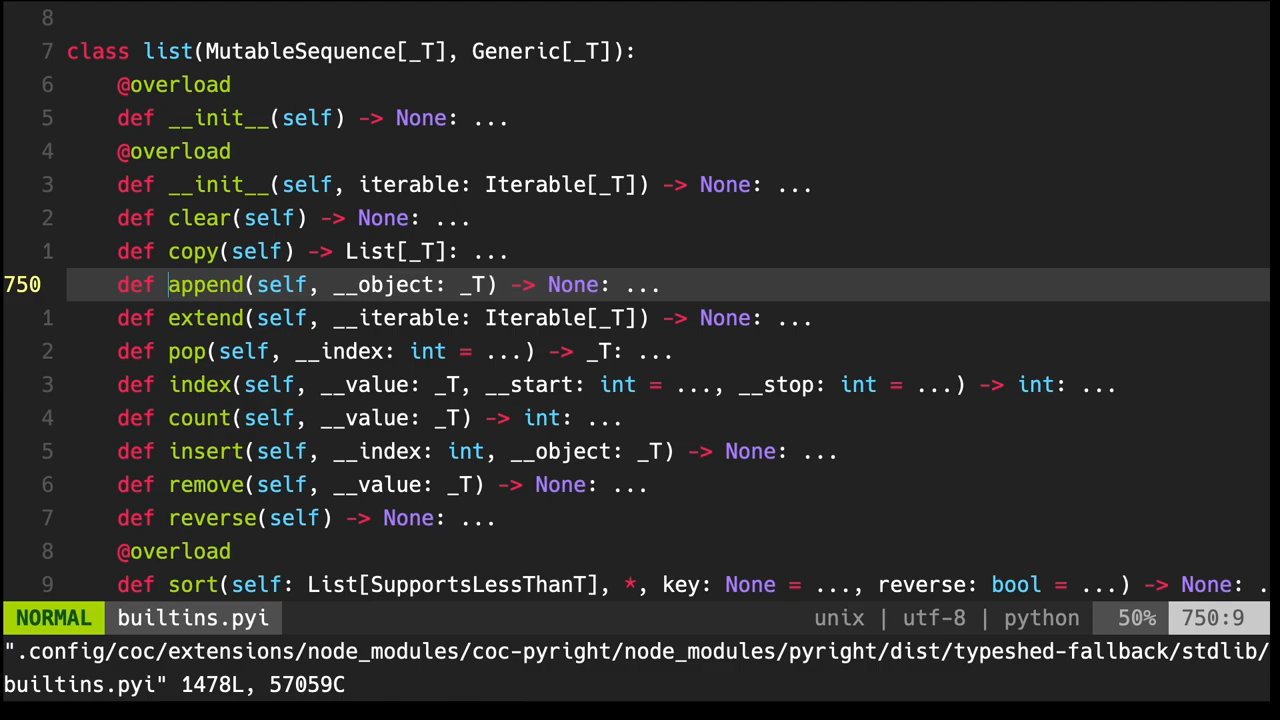 8
7 class list(MutableSequence[_T], Generic[_T]):
6     @overload
5     def __init__(self) -> None: ...
4     @overload
3     def __init__(self, iterable: Iterable[_T]) -> None: ...
2     def clear(self) -> None: ...
1     def copy(self) -> List[_T]: ...
750     def append(self, __object: _T) -> None: ...
1     def extend(self, __iterable: Iterable[_T]) -> None: ...
2     def pop(self, __index: int = ...) -> _T: ...
3     def index(self, __value: _T, __start: int = ..., __stop: int = ...) -> int: ...
4     def count(self, __value: _T) -> int: ...
5     def insert(self, __index: int, __object: _T) -> None: ...
6     def remove(self, __value: _T) -> None: ...
7     def reverse(self) -> None: ...
8     @overload
9     def sort(self: List[SupportsLessThanT], *, key: None = ..., reverse: bool = ...) -> None: .
NORMAL builtins.pyi unix | utf-8 | python 50% 750:9
".config/coc/extensions/node_modules/coc-pyright/node_modules/pyright/dist/typeshed-fallback/stdlib/
builtins.pyi" 1478L, 57059C